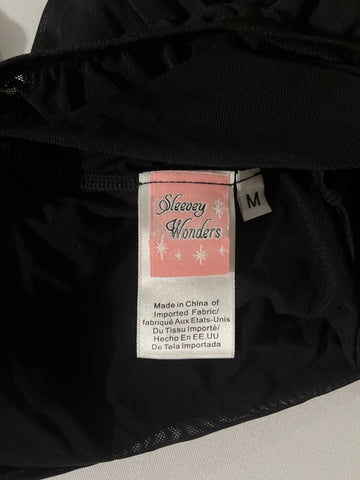 Sleevey
Wonders
M
Made in China of
Imported Fabric/
fabriqué Aux Etats-Unis
Du Tissu Importé/
Hecho En EE.UU
De Tela Importada